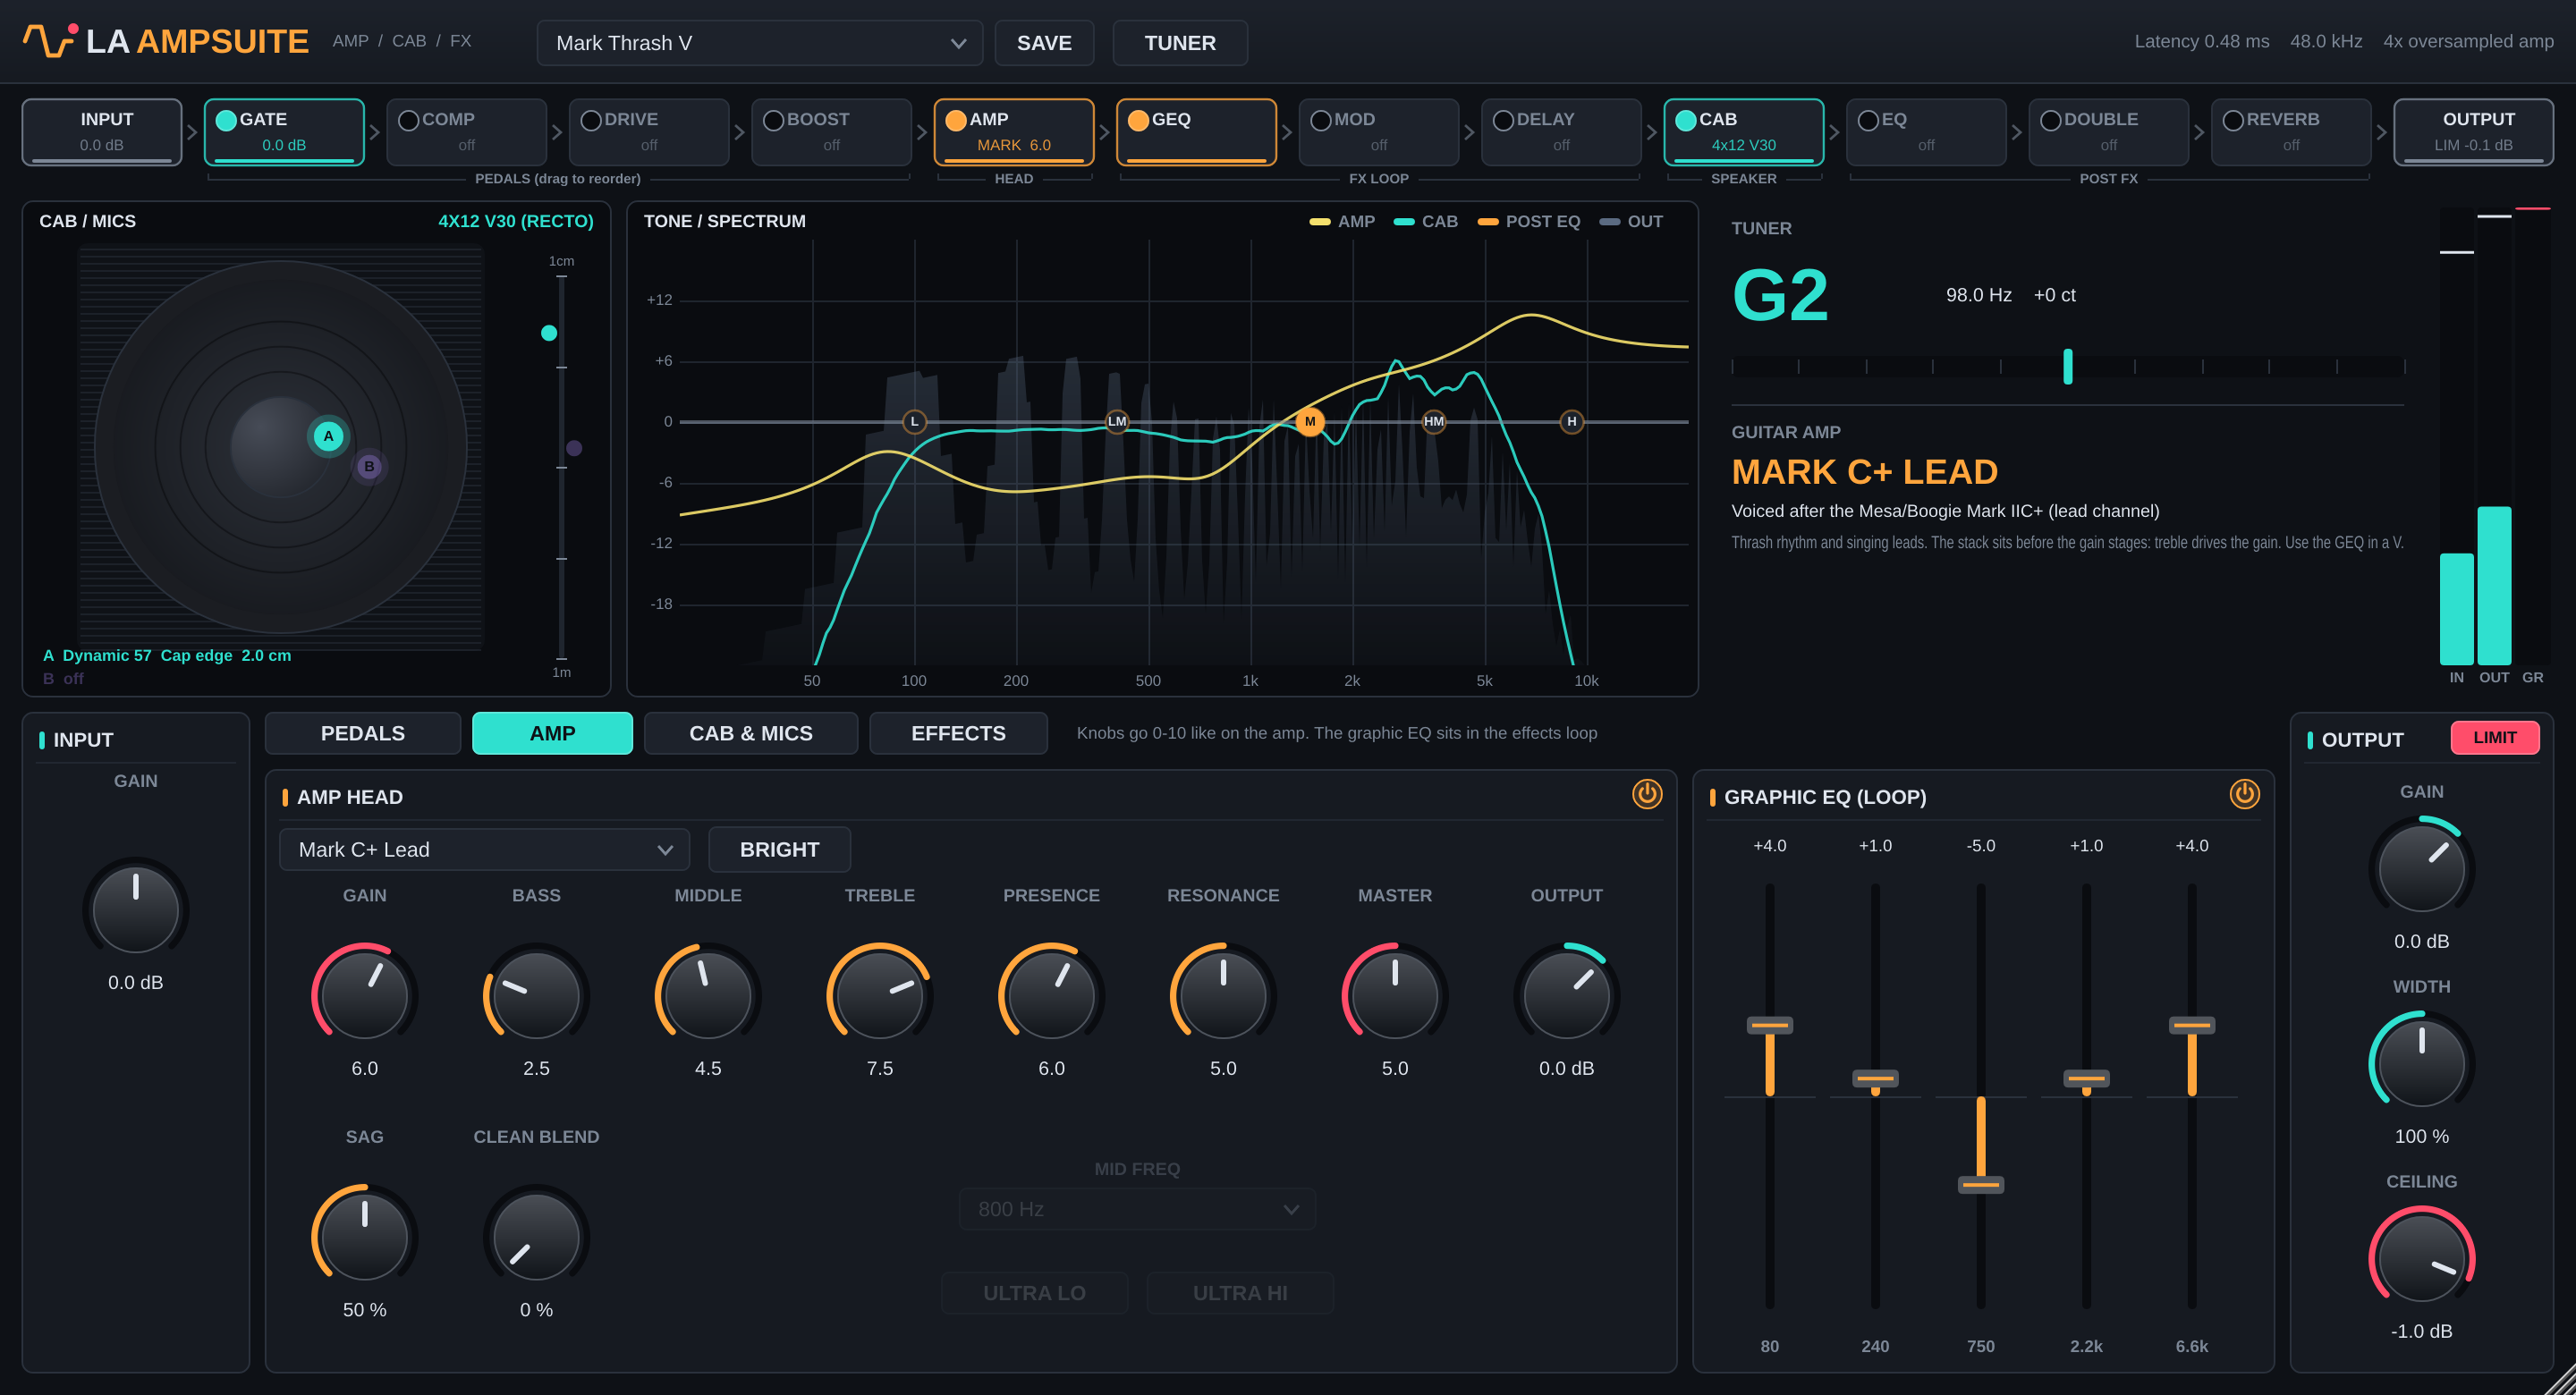 LA AMPSUITE AMP / CAB / FX Mark Thrash V SAVE TUNER Latency 0.48 ms 48.0 kHz 4x oversampled amp
INPUT GATE COMP DRIVE BOOST AMP GEQ MOD DELAY CAB EQ DOUBLE REVERB OUTPUT
0.0 dB 0.0 dB off off off MARK 6.0 off off 4x12 V30 off off off LIM -0.1 dB
PEDALS (drag to reorder) HEAD FX LOOP SPEAKER POST FX
CAB / MICS 4X12 V30 (RECTO)
1cm
A
B
A Dynamic 57 Cap edge 2.0 cm
1m
B off
TONE / SPECTRUM AMP CAB POST EQ OUT
+12
+6
0 L LM M HM H
-6
-12
-18
50 100 200 500 1k 2k 5k 10k
TUNER
G2 98.0 Hz +0 ct
GUITAR AMP
MARK C+ LEAD
Voiced after the Mesa/Boogie Mark IIC+ (lead channel)
Thrash rhythm and singing leads. The stack sits before the gain stages: treble drives the gain. Use the GEQ in a V.
IN OUT GR
INPUT
GAIN
0.0 dB
PEDALS AMP CAB & MICS EFFECTS Knobs go 0-10 like on the amp. The graphic EQ sits in the effects loop
AMP HEAD
Mark C+ Lead BRIGHT
GAIN BASS MIDDLE TREBLE PRESENCE RESONANCE MASTER OUTPUT
6.0 2.5 4.5 7.5 6.0 5.0 5.0 0.0 dB
SAG CLEAN BLEND
50 % 0 %
MID FREQ
800 Hz
ULTRA LO ULTRA HI
GRAPHIC EQ (LOOP)
+4.0 +1.0 -5.0 +1.0 +4.0
80 240 750 2.2k 6.6k
OUTPUT LIMIT
GAIN
0.0 dB
WIDTH
100 %
CEILING
-1.0 dB